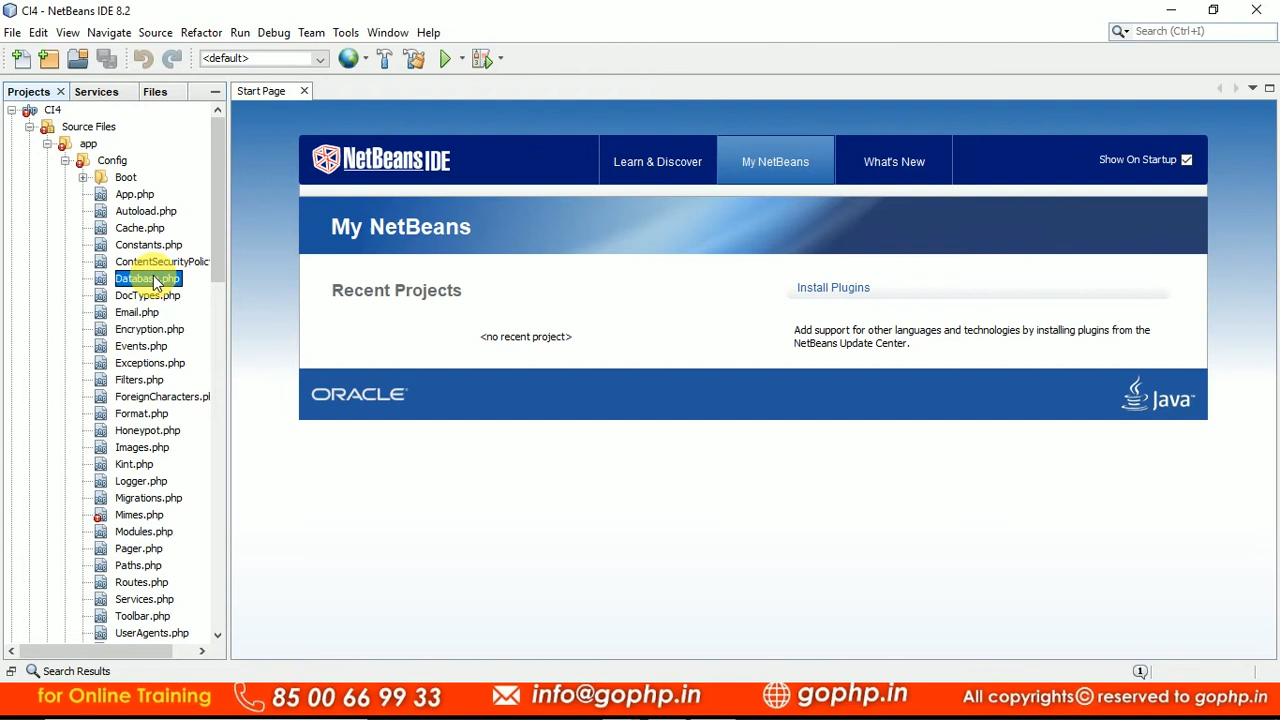 CI4 - NetBeans IDE 8.2
File Edit View Navigate Source Refactor Run Debug Team Tools Window Help
Search (Ctrl+I)
<default>
Projects Services Files
Start Page
CI4
Source Files
app
Config
Boot
App.php
Autoload.php
Cache.php
Constants.php
ContentSecurityPolic
Database.php
DocTypes.php
Email.php
Encryption.php
Events.php
Exceptions.php
Filters.php
ForeignCharacters.pl
Format.php
Honeypot.php
Images.php
Kint.php
Logger.php
Migrations.php
Mimes.php
Modules.php
Pager.php
Paths.php
Routes.php
Services.php
Toolbar.php
UserAgents.php
NetBeans IDE
Learn & Discover
My NetBeans
What's New
Show On Startup
My NetBeans
Recent Projects
<no recent project>
Install Plugins
Add support for other languages and technologies by installing plugins from the
NetBeans Update Center.
ORACLE
Java
Search Results
1
for Online Training 85 00 66 99 33 info@gophp.in gophp.in All copyrights© reserved to gophp.in